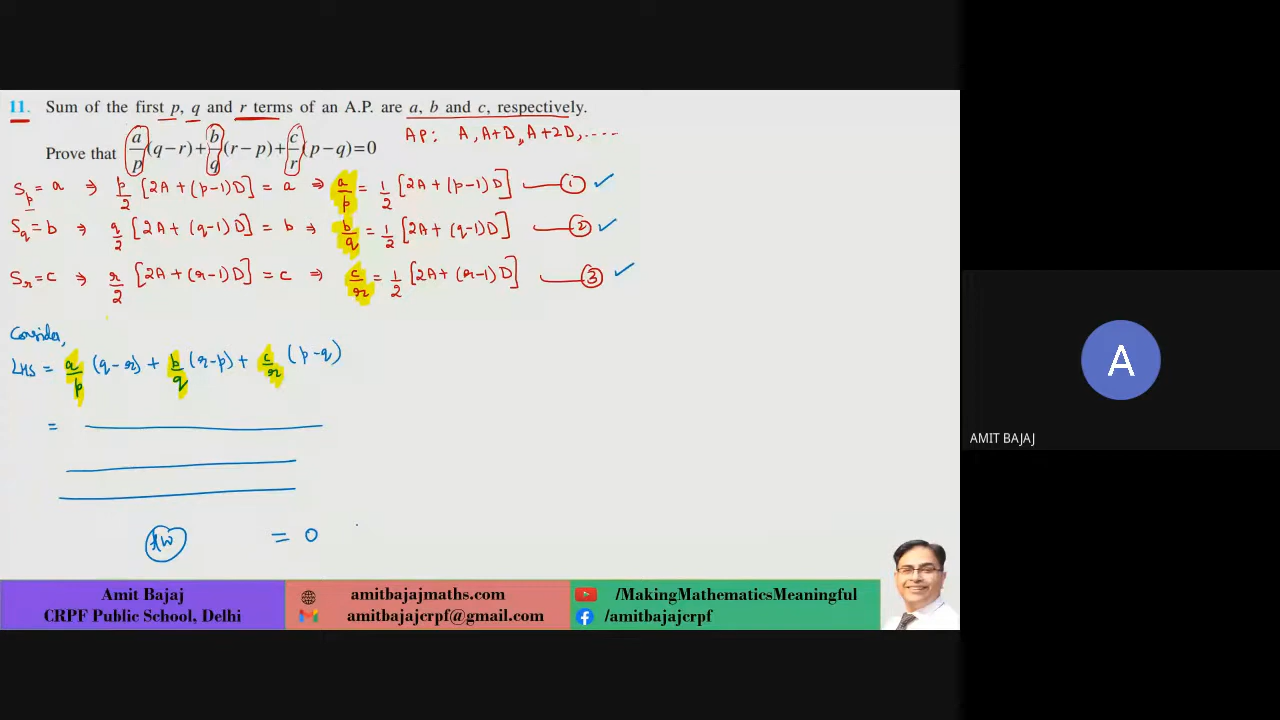 11. Sum of the first p, q and r terms of an A.P. are a, b and c, respectively.
AP: A, A+D, A+2D, .....
Prove that a/p (q−r)+ b/q (r−p)+ c/r (p−q)=0
Sp = a ⇒ p/2 [2A + (p-1)D] = a ⇒ a/p = 1/2 [2A + (p-1)D] —— ① ✓
Sq = b ⇒ q/2 [2A + (q-1)D] = b ⇒ b/q = 1/2 [2A + (q-1)D] —— ② ✓
Sr = c ⇒ r/2 [2A + (r-1)D] = c ⇒ c/r = 1/2 [2A + (r-1)D] —— ③ ✓
Consider,
LHS = a/p (q-r) + b/q (r-p) + c/r (p-q)
=
HW = 0
A
AMIT BAJAJ
Amit Bajaj
CRPF Public School, Delhi
amitbajajmaths.com
amitbajajcrpf@gmail.com
/MakingMathematicsMeaningful
/amitbajajcrpf